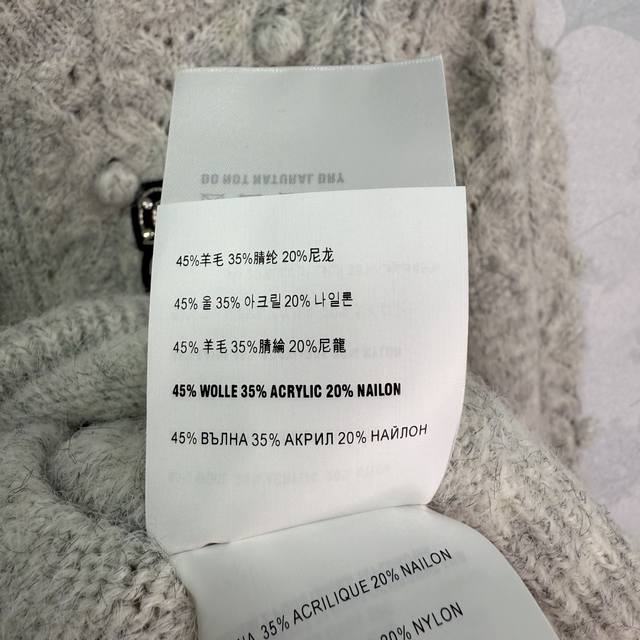 DO NOT NATURAL DRY
45%羊毛 35%腈纶 20%尼龙
45% 울 35% 아크릴 20% 나일론
45% 羊毛 35%腈綸 20%尼龍
45% WOLLE 35% ACRYLIC 20% NAILON
45% ВЪЛНА 35% АКРИЛ 20% НАЙЛОН
35% ACRILIQUE 20% NAILON
20% NYLON